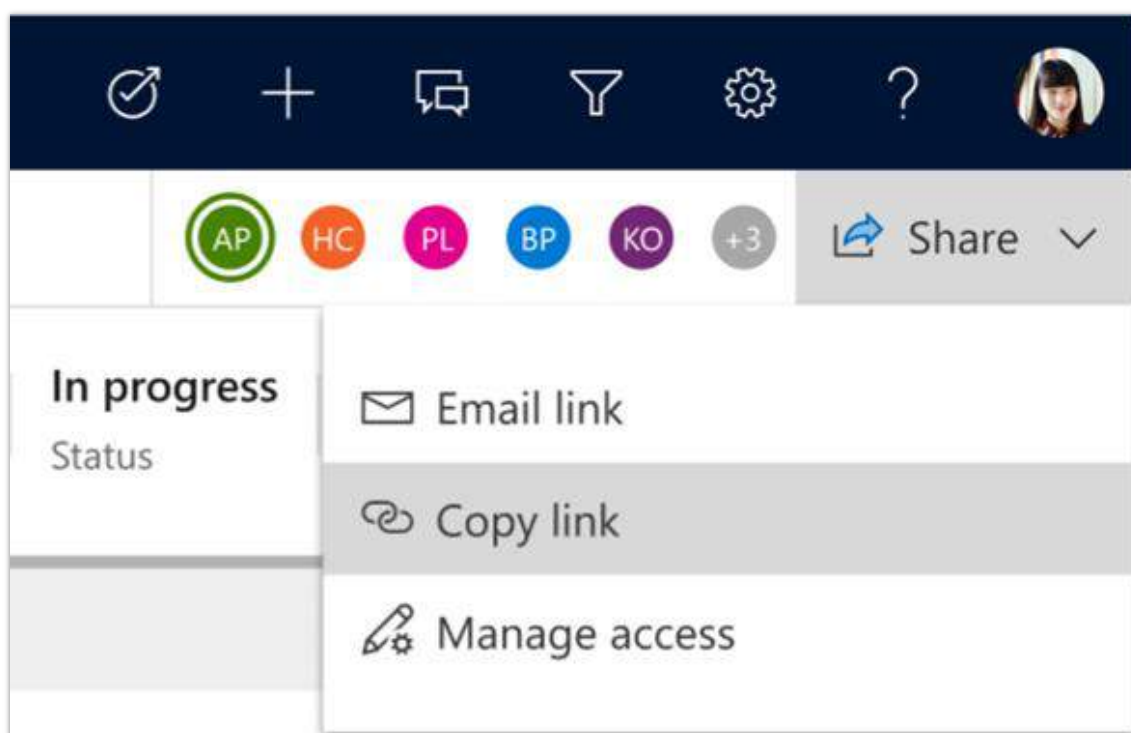 AP HC PL BP KO +3 Share
In progress
Status
Email link
Copy link
Manage access